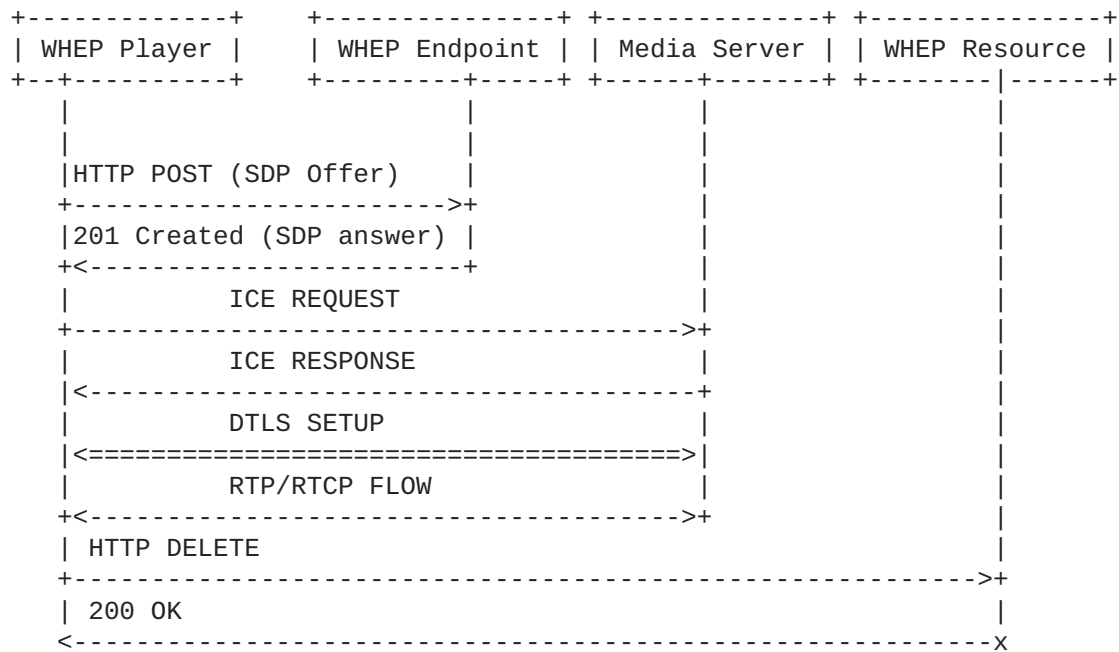 WHEP Player WHEP Endpoint Media Server WHEP Resource
HTTP POST (SDP Offer)
201 Created (SDP answer)
ICE REQUEST
ICE RESPONSE
DTLS SETUP
RTP/RTCP FLOW
HTTP DELETE
200 OK
x